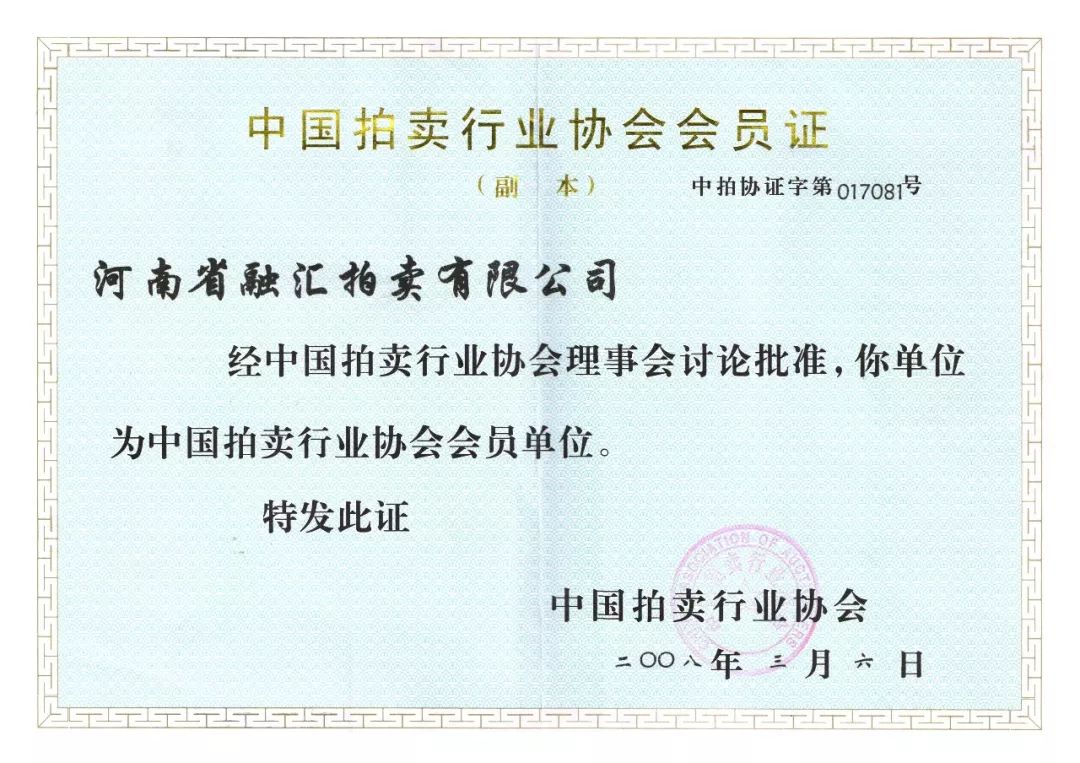 中国拍卖行业协会会员证
（副 本）
中拍协证字第017081号
河南省融汇拍卖有限公司
经中国拍卖行业协会理事会讨论批准，你单位
为中国拍卖行业协会会员单位。
特发此证
ASSOCIATION OF AUCTIONEERS
中国拍卖行业协会
二〇〇八年三月六日